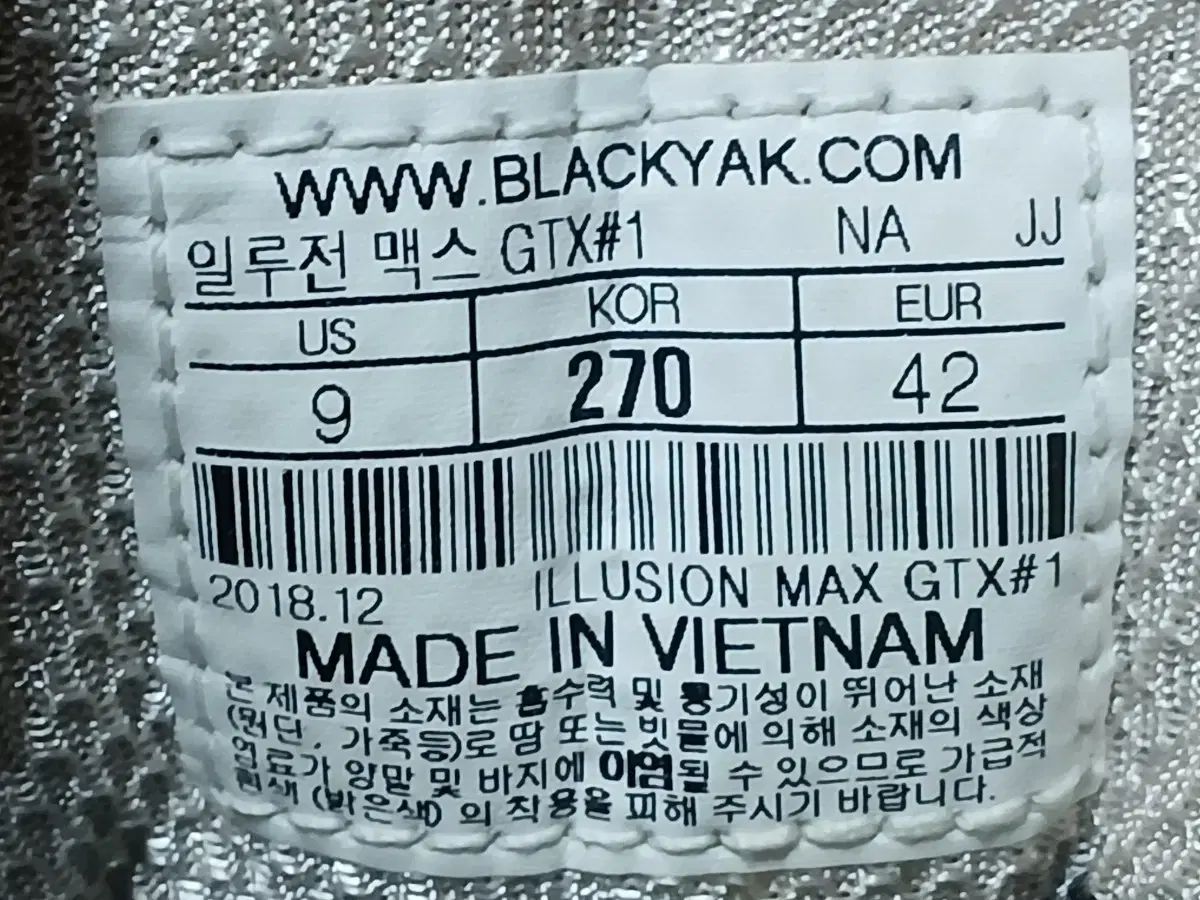 WWW.BLACKYAK.COM
일루전 맥스 GTX#1 NA JJ
US KOR EUR
9 270 42
2018.12 ILLUSION MAX GTX#1
MADE IN VIETNAM
본 제품의 소재는 흡수력 및 통기성이 뛰어난 소재
(원단, 가죽등)로 땀 또는 빗물에 의해 소재의 색상
염료가 양말 및 바지에 이염될 수 있으므로 가급적
흰색 (밝은색) 의 착용을 피해 주시기 바랍니다.